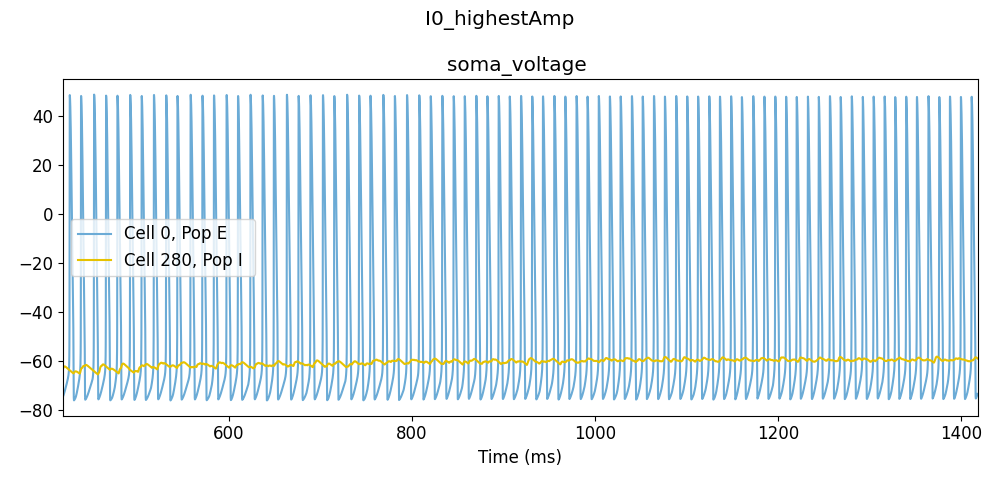 I0_highestAmp
soma_voltage
40
20
0
−20
−40
−60
−80
Cell 0, Pop E
Cell 280, Pop I
600
800
1000
1200
1400
Time (ms)